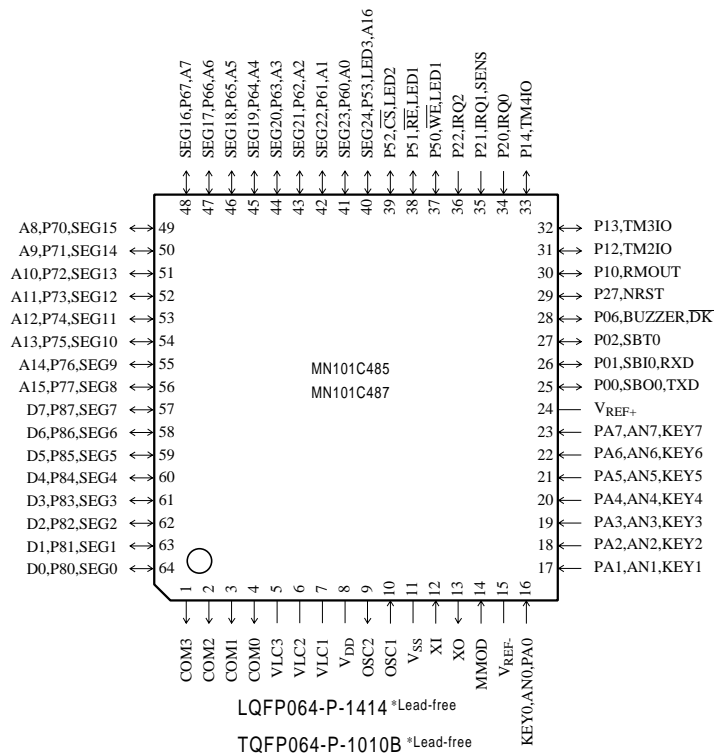 SEG16,P67,A7
SEG17,P66,A6
SEG18,P65,A5
SEG19,P64,A4
SEG20,P63,A3
SEG21,P62,A2
SEG22,P61,A1
SEG23,P60,A0
SEG24,P53,LED3,A16
P52,C̅S̅,LED2
P51,R̅E̅,LED1
P50,W̅E̅,LED1
P22,IRQ2
P21,IRQ1,SENS
P20,IRQ0
P14,TM4IO
48 47 46 45 44 43 42 41 40 39 38 37 36 35 34 33
A8,P70,SEG15 49
A9,P71,SEG14 50
A10,P72,SEG13 51
A11,P73,SEG12 52
A12,P74,SEG11 53
A13,P75,SEG10 54
A14,P76,SEG9 55
A15,P77,SEG8 56
D7,P87,SEG7 57
D6,P86,SEG6 58
D5,P85,SEG5 59
D4,P84,SEG4 60
D3,P83,SEG3 61
D2,P82,SEG2 62
D1,P81,SEG1 63
D0,P80,SEG0 64
MN101C485
MN101C487
32 P13,TM3IO
31 P12,TM2IO
30 P10,RMOUT
29 P27,NRST
28 P06,BUZZER,D̅K̅
27 P02,SBT0
26 P01,SBI0,RXD
25 P00,SBO0,TXD
24 VREF+
23 PA7,AN7,KEY7
22 PA6,AN6,KEY6
21 PA5,AN5,KEY5
20 PA4,AN4,KEY4
19 PA3,AN3,KEY3
18 PA2,AN2,KEY2
17 PA1,AN1,KEY1
1 2 3 4 5 6 7 8 9 10 11 12 13 14 15 16
COM3
COM2
COM1
COM0
VLC3
VLC2
VLC1
VDD
OSC2
OSC1
VSS
XI
XO
MMOD
VREF-
KEY0,AN0,PA0
LQFP064-P-1414 *Lead-free
TQFP064-P-1010B *Lead-free